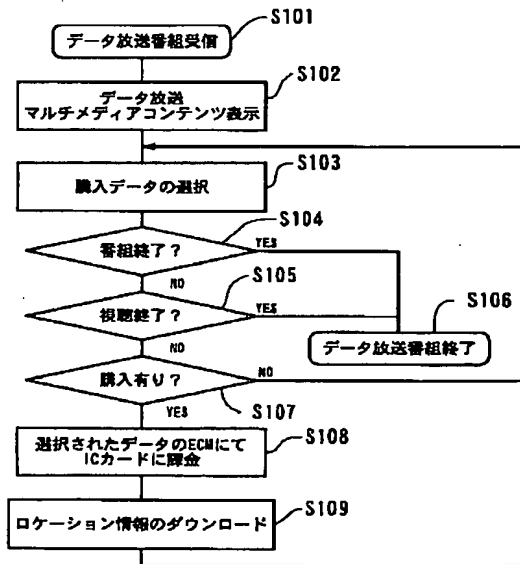 S101
データ放送番組受信
S102
データ放送
マルチメディアコンテンツ表示
S103
購入データの選択
S104
番組終了?
YES
NO
S105
視聴終了?
YES
NO
S106
データ放送番組終了
購入有り?
NO
YES
S107
S108
選択されたデータのECMにて
ICカードに課金
S109
ロケーション情報のダウンロード